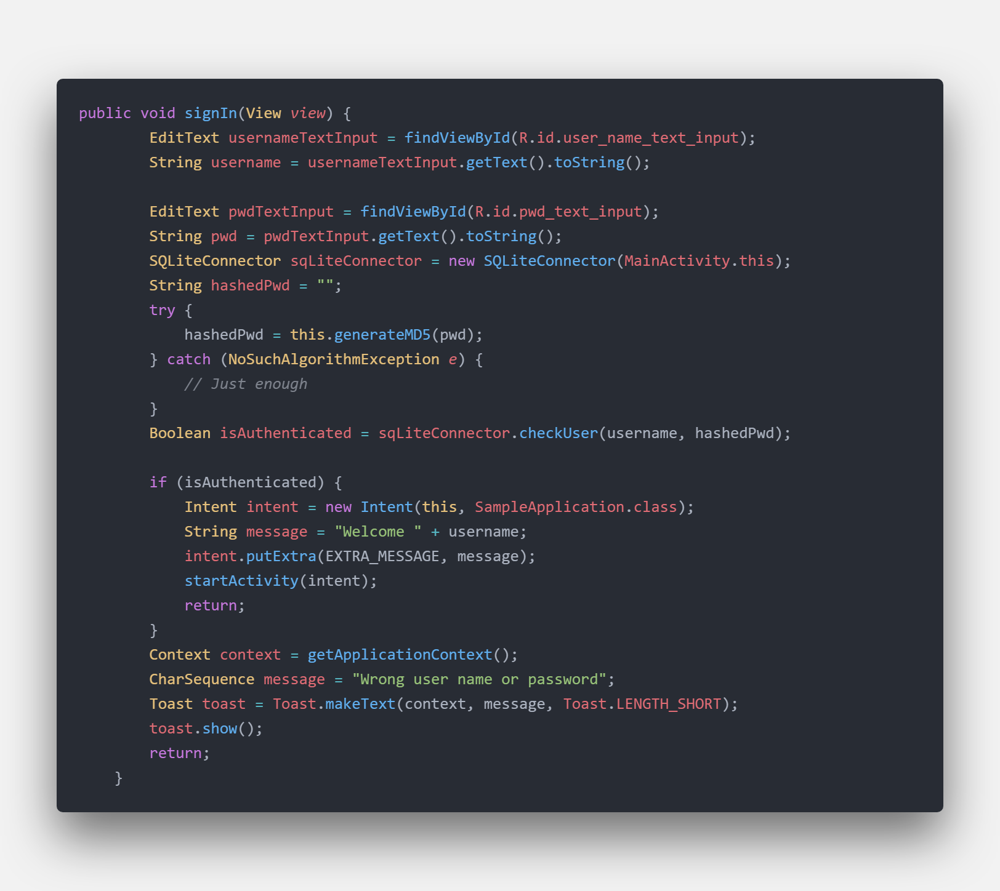 public void signIn(View view) {
        EditText usernameTextInput = findViewById(R.id.user_name_text_input);
        String username = usernameTextInput.getText().toString();

        EditText pwdTextInput = findViewById(R.id.pwd_text_input);
        String pwd = pwdTextInput.getText().toString();
        SQLiteConnector sqLiteConnector = new SQLiteConnector(MainActivity.this);
        String hashedPwd = "";
        try {
            hashedPwd = this.generateMD5(pwd);
        } catch (NoSuchAlgorithmException e) {
            // Just enough
        }
        Boolean isAuthenticated = sqLiteConnector.checkUser(username, hashedPwd);

        if (isAuthenticated) {
            Intent intent = new Intent(this, SampleApplication.class);
            String message = "Welcome " + username;
            intent.putExtra(EXTRA_MESSAGE, message);
            startActivity(intent);
            return;
        }
        Context context = getApplicationContext();
        CharSequence message = "Wrong user name or password";
        Toast toast = Toast.makeText(context, message, Toast.LENGTH_SHORT);
        toast.show();
        return;
    }